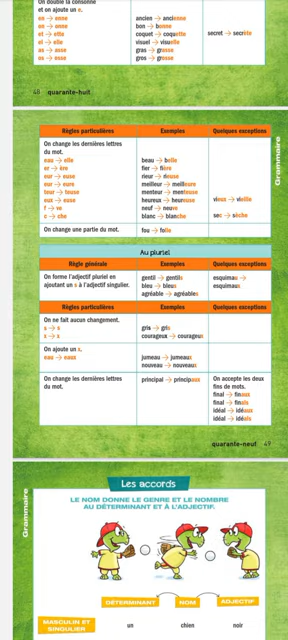 On double la consonne
et on ajoute un e.
en → enne
on → onne
et → ette
el → elle
as → asse
os → osse
ancien → ancienne
bon → bonne
coquet → coquette
visuel → visuelle
gras → grasse
gros → grosse
secret → secrète
48 quarante-huit
Règles particulières Exemples Quelques exceptions
On change les dernières lettres
du mot.
eau → elle
er → ère
eur → euse
eur → eure
teur → teuse
eux → euse
f → ve
c → che
beau → belle
fier → fière
rieur → rieuse
meilleur → meilleure
menteur → menteuse
heureux → heureuse
neuf → neuve
blanc → blanche
vieux → vieille
sec → sèche
On change une partie du mot. fou → folle
Grammaire
Au pluriel
Règle générale Exemples Quelques exceptions
On forme l'adjectif pluriel en
ajoutant un s à l'adjectif singulier.
gentil → gentils
bleu → bleus
agréable → agréables
esquimau →
esquimaux
Règles particulières Exemples Quelques exceptions
On ne fait aucun changement.
s → s
x → x
gris → gris
courageux → courageux
On ajoute un x.
eau → eaux
jumeau → jumeaux
nouveau → nouveaux
On change les dernières lettres
du mot.
principal → principaux
On accepte les deux
fins de mots.
final → finaux
final → finals
idéal → idéaux
idéal → idéals
quarante-neuf 49
Grammaire
Les accords
LE NOM DONNE LE GENRE ET LE NOMBRE
AU DÉTERMINANT ET À L'ADJECTIF.
DÉTERMINANT NOM ADJECTIF
MASCULIN ET
SINGULIER
un chien noir